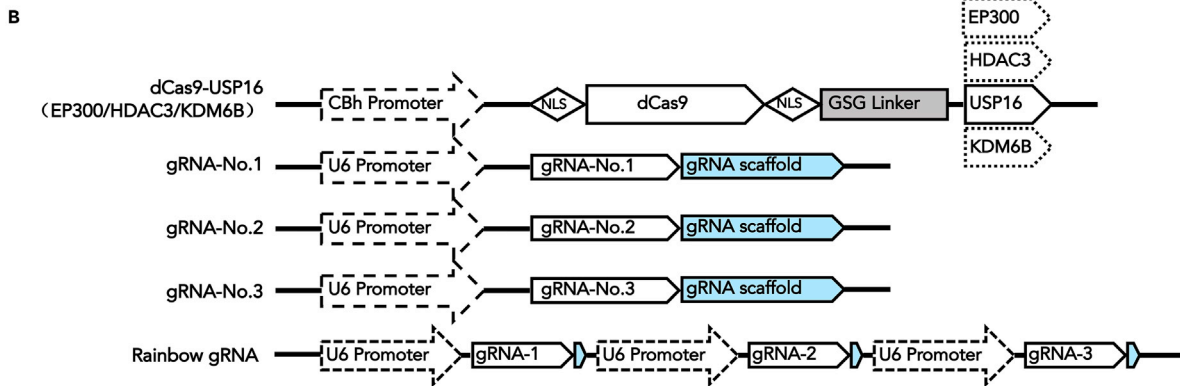 B
EP300
HDAC3
dCas9-USP16
（EP300/HDAC3/KDM6B）
CBh Promoter
NLS
dCas9
NLS
GSG Linker
USP16
KDM6B
gRNA-No.1
U6 Promoter
gRNA-No.1
gRNA scaffold
gRNA-No.2
U6 Promoter
gRNA-No.2
gRNA scaffold
gRNA-No.3
U6 Promoter
gRNA-No.3
gRNA scaffold
Rainbow gRNA
U6 Promoter
gRNA-1
U6 Promoter
gRNA-2
U6 Promoter
gRNA-3